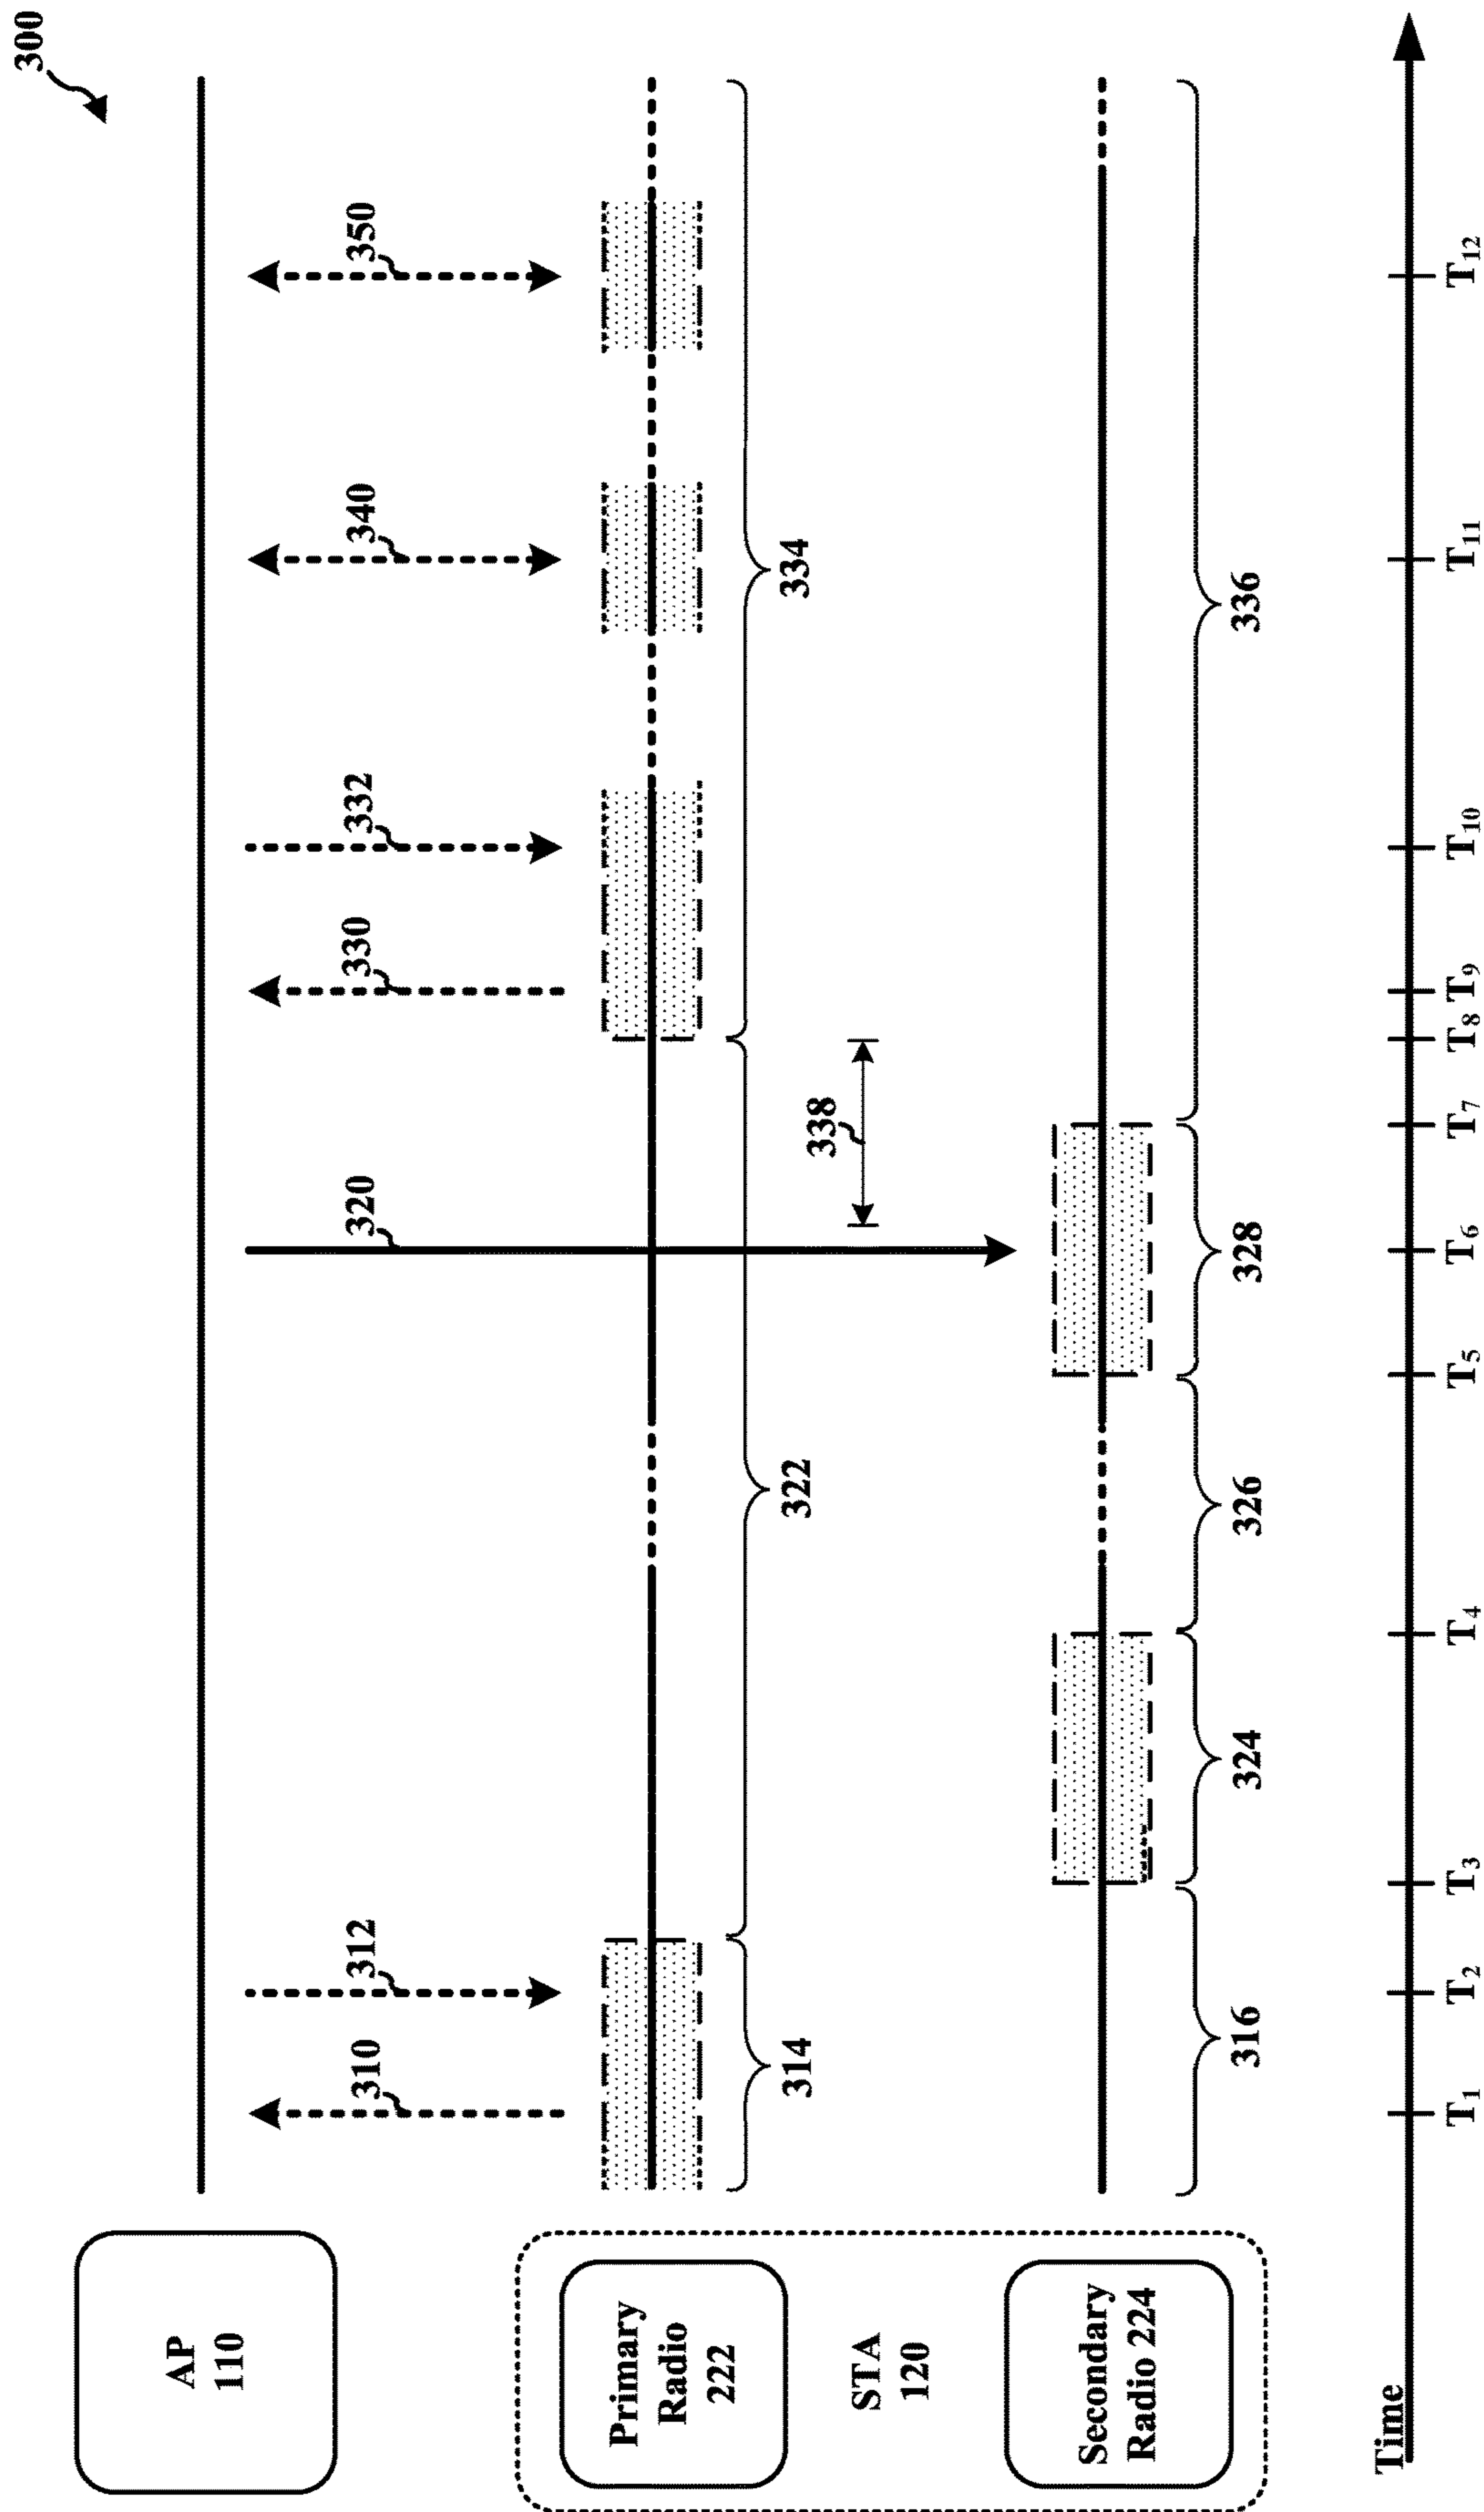 300
AP
110
310
312
320
330
332
340
350
Primary
Radio
222
314
322
334
STA
120
338
Secondary
Radio 224
316
324
326
328
336
Time
T1
T2
T3
T4
T5
T6
T7
T8
T9
T10
T11
T12